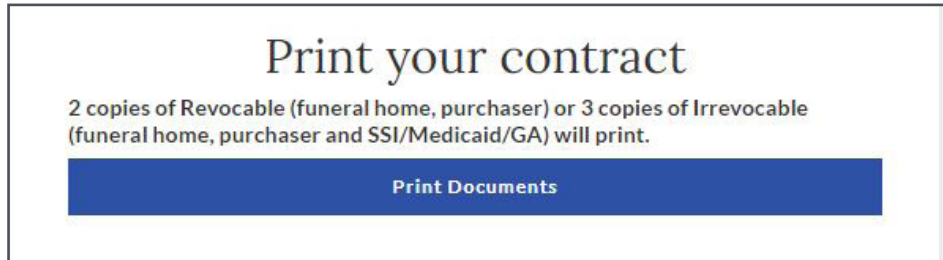 Print your contract
2 copies of Revocable (funeral home, purchaser) or 3 copies of Irrevocable
(funeral home, purchaser and SSI/Medicaid/GA) will print.
Print Documents